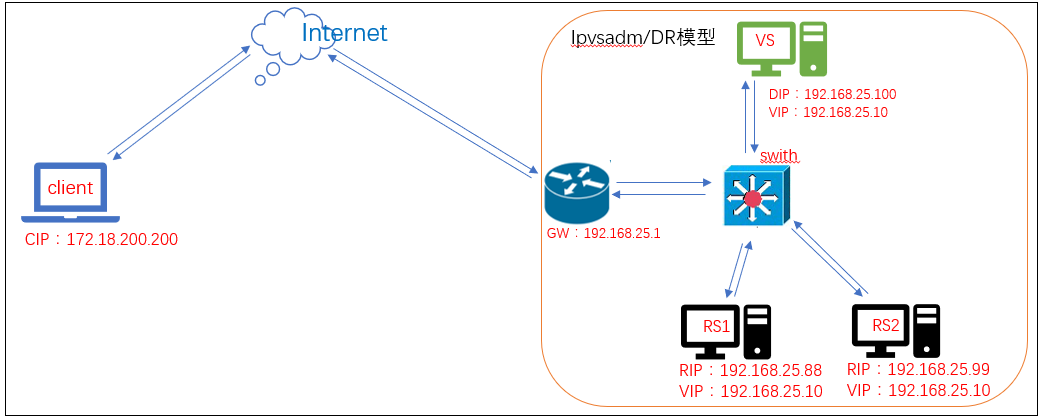 Internet
Ipvsadm/DR模型
VS
DIP：192.168.25.100
VIP：192.168.25.10
swith
client
CIP：172.18.200.200
GW：192.168.25.1
RS1
RIP：192.168.25.88
VIP：192.168.25.10
RS2
RIP：192.168.25.99
VIP：192.168.25.10